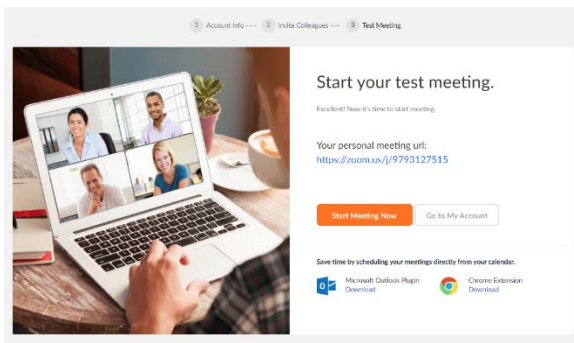 1 Account Info ---- 2 Invite Colleagues ---- 3 Test Meeting
Start your test meeting.
Excellent! Now it's time to start meeting.
Your personal meeting url:
https://zoom.us/j/9793127515
Start Meeting Now Go to My Account
Save time by scheduling your meetings directly from your calendar.
Microsoft Outlook Plugin Chrome Extension
Download Download